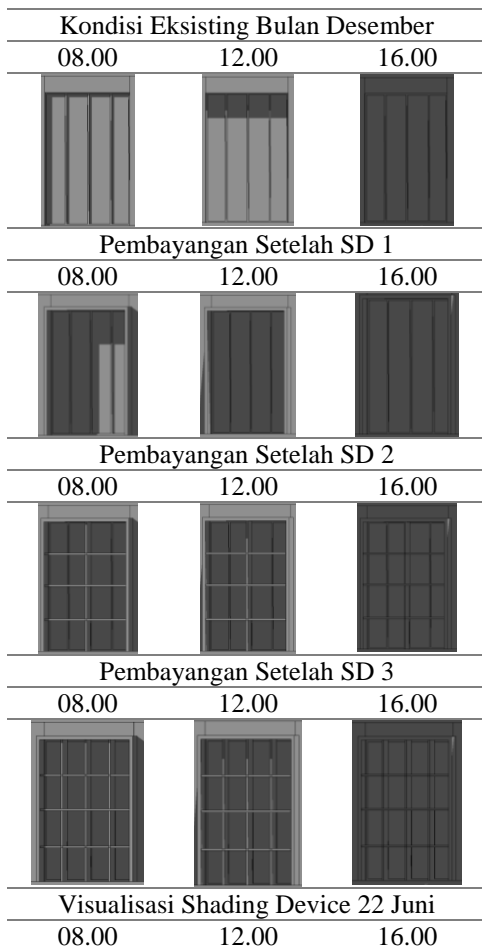 Kondisi Eksisting Bulan Desember
08.00 12.00 16.00
Pembayangan Setelah SD 1
08.00 12.00 16.00
Pembayangan Setelah SD 2
08.00 12.00 16.00
Pembayangan Setelah SD 3
08.00 12.00 16.00
Visualisasi Shading Device 22 Juni
08.00 12.00 16.00